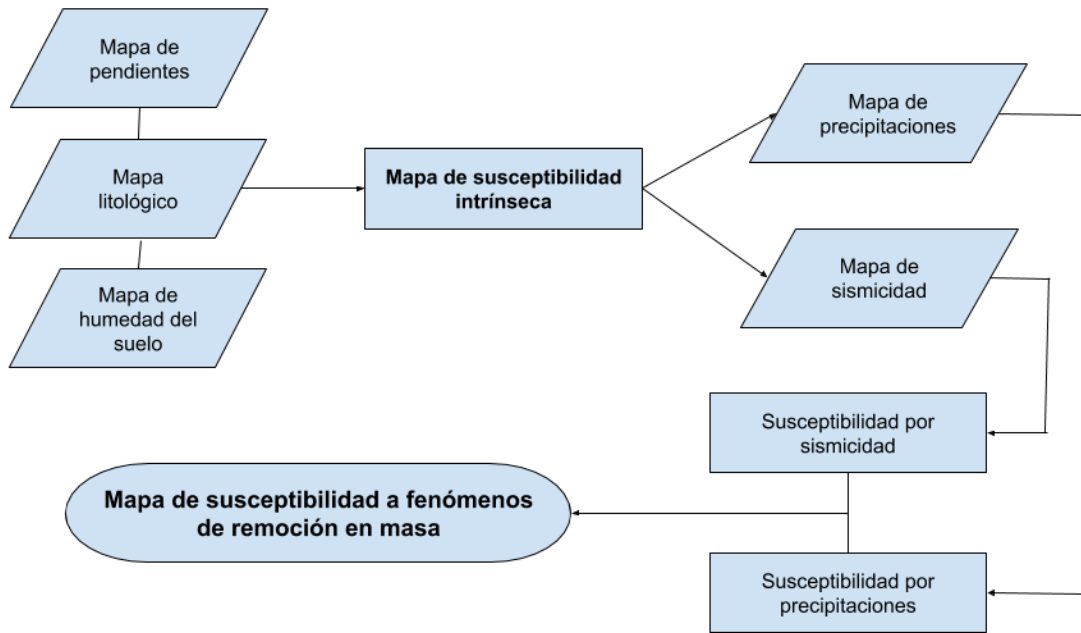 Mapa de
pendientes
Mapa
litológico
Mapa de
humedad del
suelo
Mapa de susceptibilidad
intrínseca
Mapa de
precipitaciones
Mapa de
sismicidad
Susceptibilidad por
sismicidad
Susceptibilidad por
precipitaciones
Mapa de susceptibilidad a fenómenos
de remoción en masa